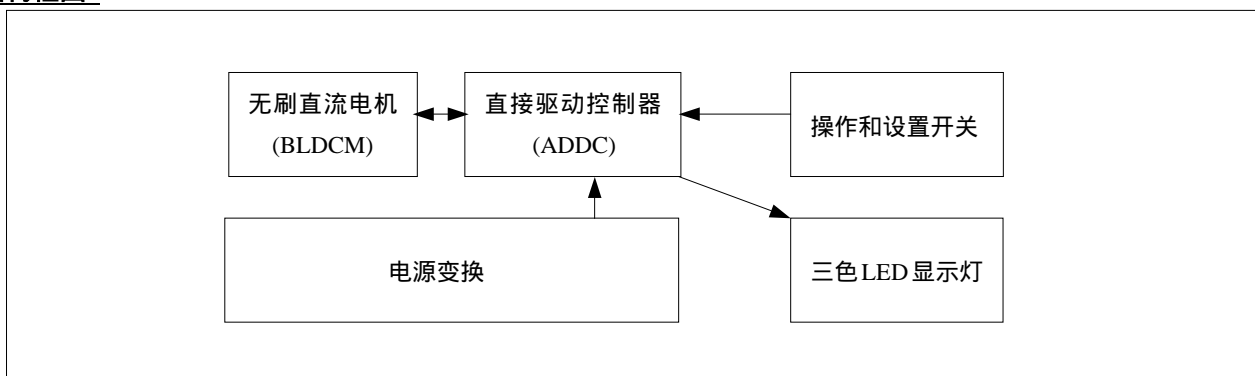 无刷直流电机
(BLDCM)
直接驱动控制器
(ADDC)
操作和设置开关
电源变换
三色LED显示灯